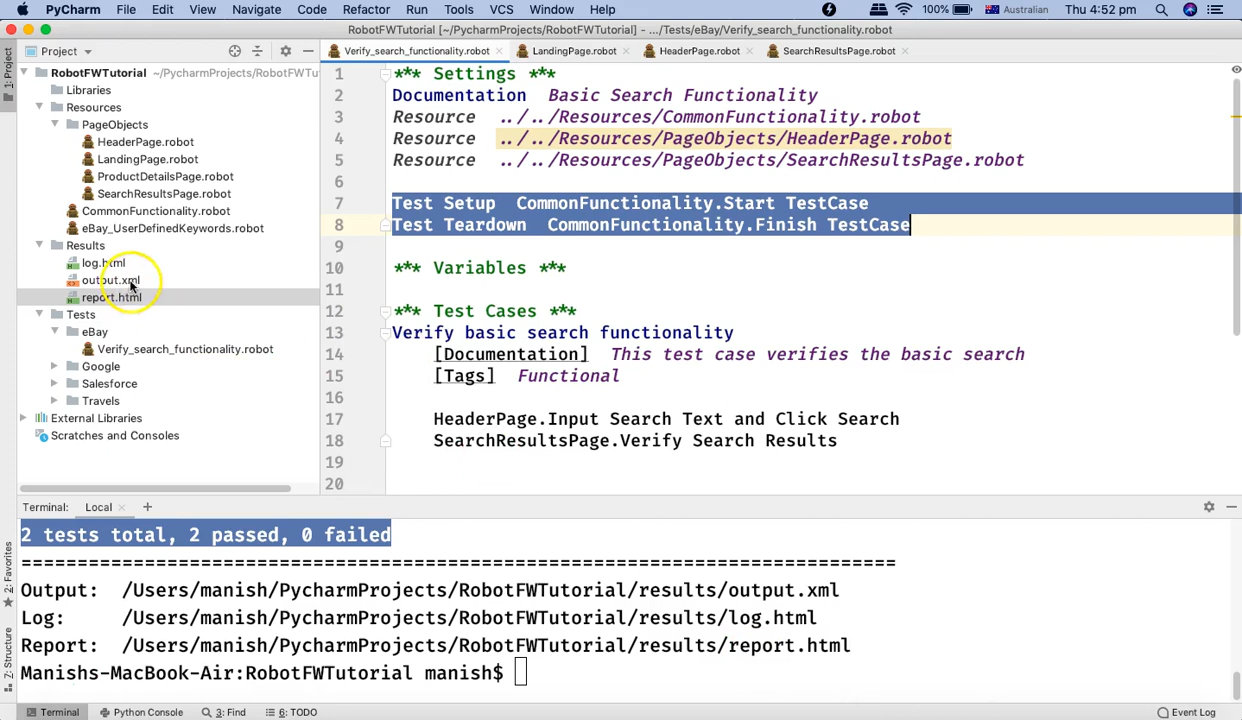 PyCharm File Edit View Navigate Code Refactor Run Tools VCS Window Help 100% Australian Thu 4:52 pm
RobotFWTutorial [~/PycharmProjects/RobotFWTutorial] - .../Tests/eBay/Verify_search_functionality.robot
Project
Verify_search_functionality.robot LandingPage.robot HeaderPage.robot SearchResultsPage.robot
1: Project
RobotFWTutorial ~/PycharmProjects/RobotFWTu
Libraries
Resources
PageObjects
HeaderPage.robot
LandingPage.robot
ProductDetailsPage.robot
SearchResultsPage.robot
CommonFunctionality.robot
eBay_UserDefinedKeywords.robot
Results
log.html
output.xml
report.html
Tests
eBay
Verify_search_functionality.robot
Google
Salesforce
Travels
External Libraries
Scratches and Consoles
1 *** Settings ***
2 Documentation Basic Search Functionality
3 Resource ../../Resources/CommonFunctionality.robot
4 Resource ../../Resources/PageObjects/HeaderPage.robot
5 Resource ../../Resources/PageObjects/SearchResultsPage.robot
6
7 Test Setup CommonFunctionality.Start TestCase
8 Test Teardown CommonFunctionality.Finish TestCase
9
10 *** Variables ***
11
12 *** Test Cases ***
13 Verify basic search functionality
14 [Documentation] This test case verifies the basic search
15 [Tags] Functional
16
17 HeaderPage.Input Search Text and Click Search
18 SearchResultsPage.Verify Search Results
19
20
Terminal: Local
2 tests total, 2 passed, 0 failed
==============================================================================
Output: /Users/manish/PycharmProjects/RobotFWTutorial/results/output.xml
Log: /Users/manish/PycharmProjects/RobotFWTutorial/results/log.html
Report: /Users/manish/PycharmProjects/RobotFWTutorial/results/report.html
Manishs-MacBook-Air:RobotFWTutorial manish$
2: Favorites
7: Structure
Terminal Python Console 3: Find 6: TODO Event Log